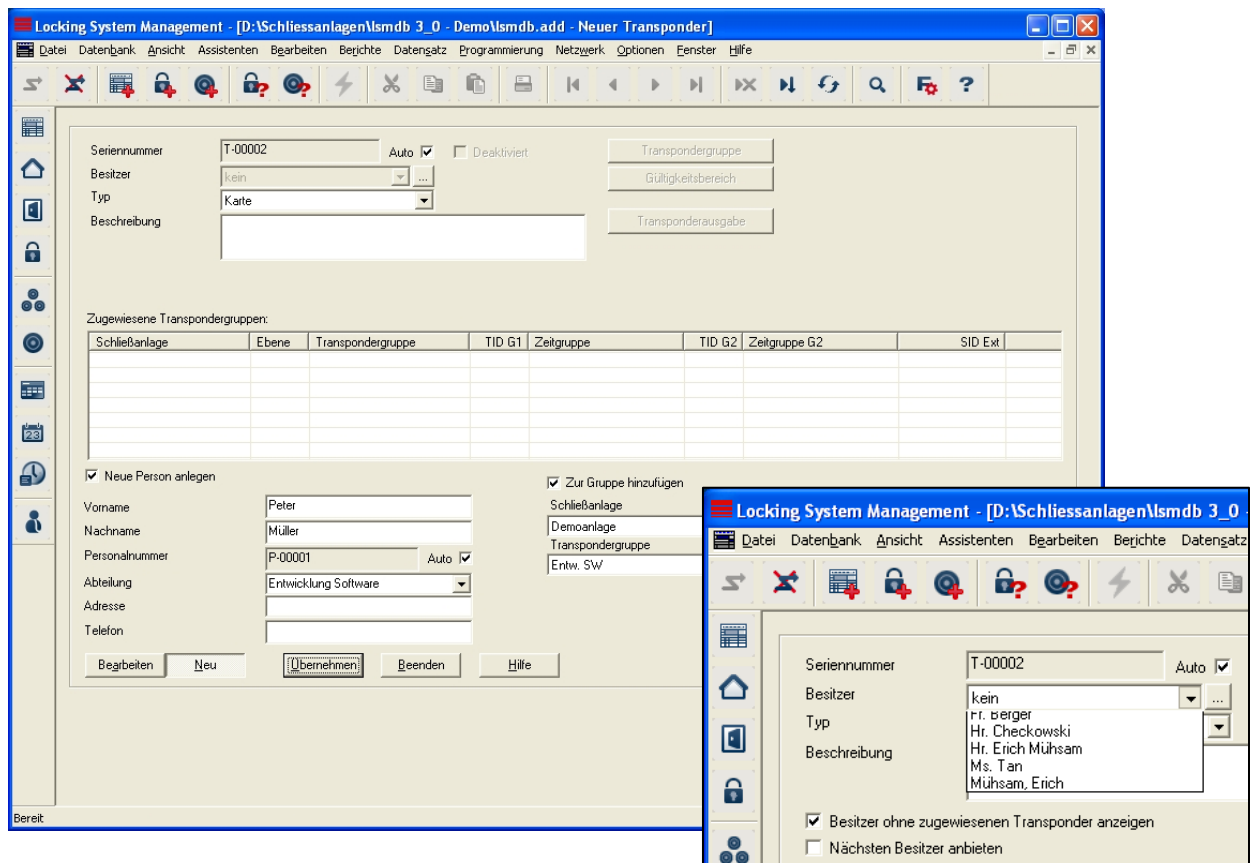 Locking System Management - [D:\Schliessanlagen\lsmdb 3_0 - Demo\lsmdb.add - Neuer Transponder]
Datei Datenbank Ansicht Assistenten Bearbeiten Berichte Datensatz Programmierung Netzwerk Optionen Fenster Hilfe
Seriennummer T-00002 Auto Deaktiviert Transpondergruppe
Besitzer kein ... Gültigkeitsbereich
Typ Karte
Beschreibung Transponderausgabe
Zugewiesene Transpondergruppen:
Schließanlage Ebene Transpondergruppe TID G1 Zeitgruppe TID G2 Zeitgruppe G2 SID Ext
23
Neue Person anlegen
Zur Gruppe hinzufügen
Vorname Peter
Schließanlage
Nachname Müller
Demoanlage
Transpondergruppe
Personalnummer P-00001 Auto
Entw. SW
Abteilung Entwicklung Software
Adresse
Telefon
Bearbeiten Neu Übernehmen Beenden Hilfe
Bereit
Locking System Management - [D:\Schliessanlagen\lsmdb 3_0 -
Datei Datenbank Ansicht Assistenten Bearbeiten Berichte Datensatz
Seriennummer T-00002 Auto
Besitzer kein ...
Typ
Beschreibung
Fr. Berger
Hr. Checkowski
Hr. Erich Mühsam
Ms. Tan
Mühsam, Erich
Besitzer ohne zugewiesenen Transponder anzeigen
Nächsten Besitzer anbieten